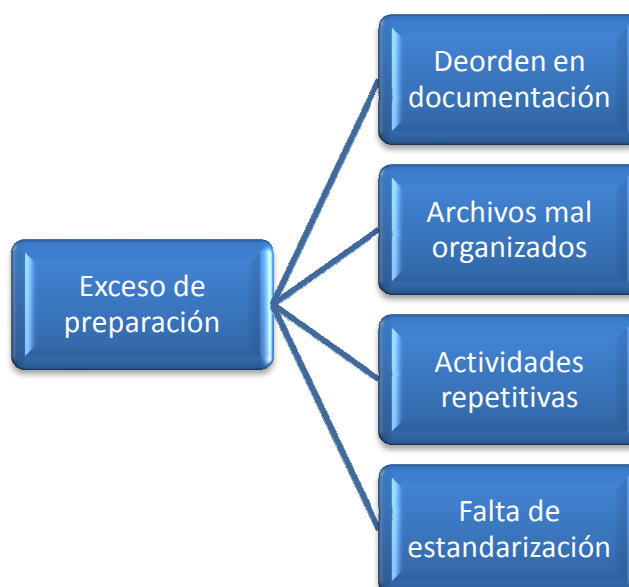 Deorden en
documentación
Archivos mal
organizados
Exceso de
preparación
Actividades
repetitivas
Falta de
estandarización